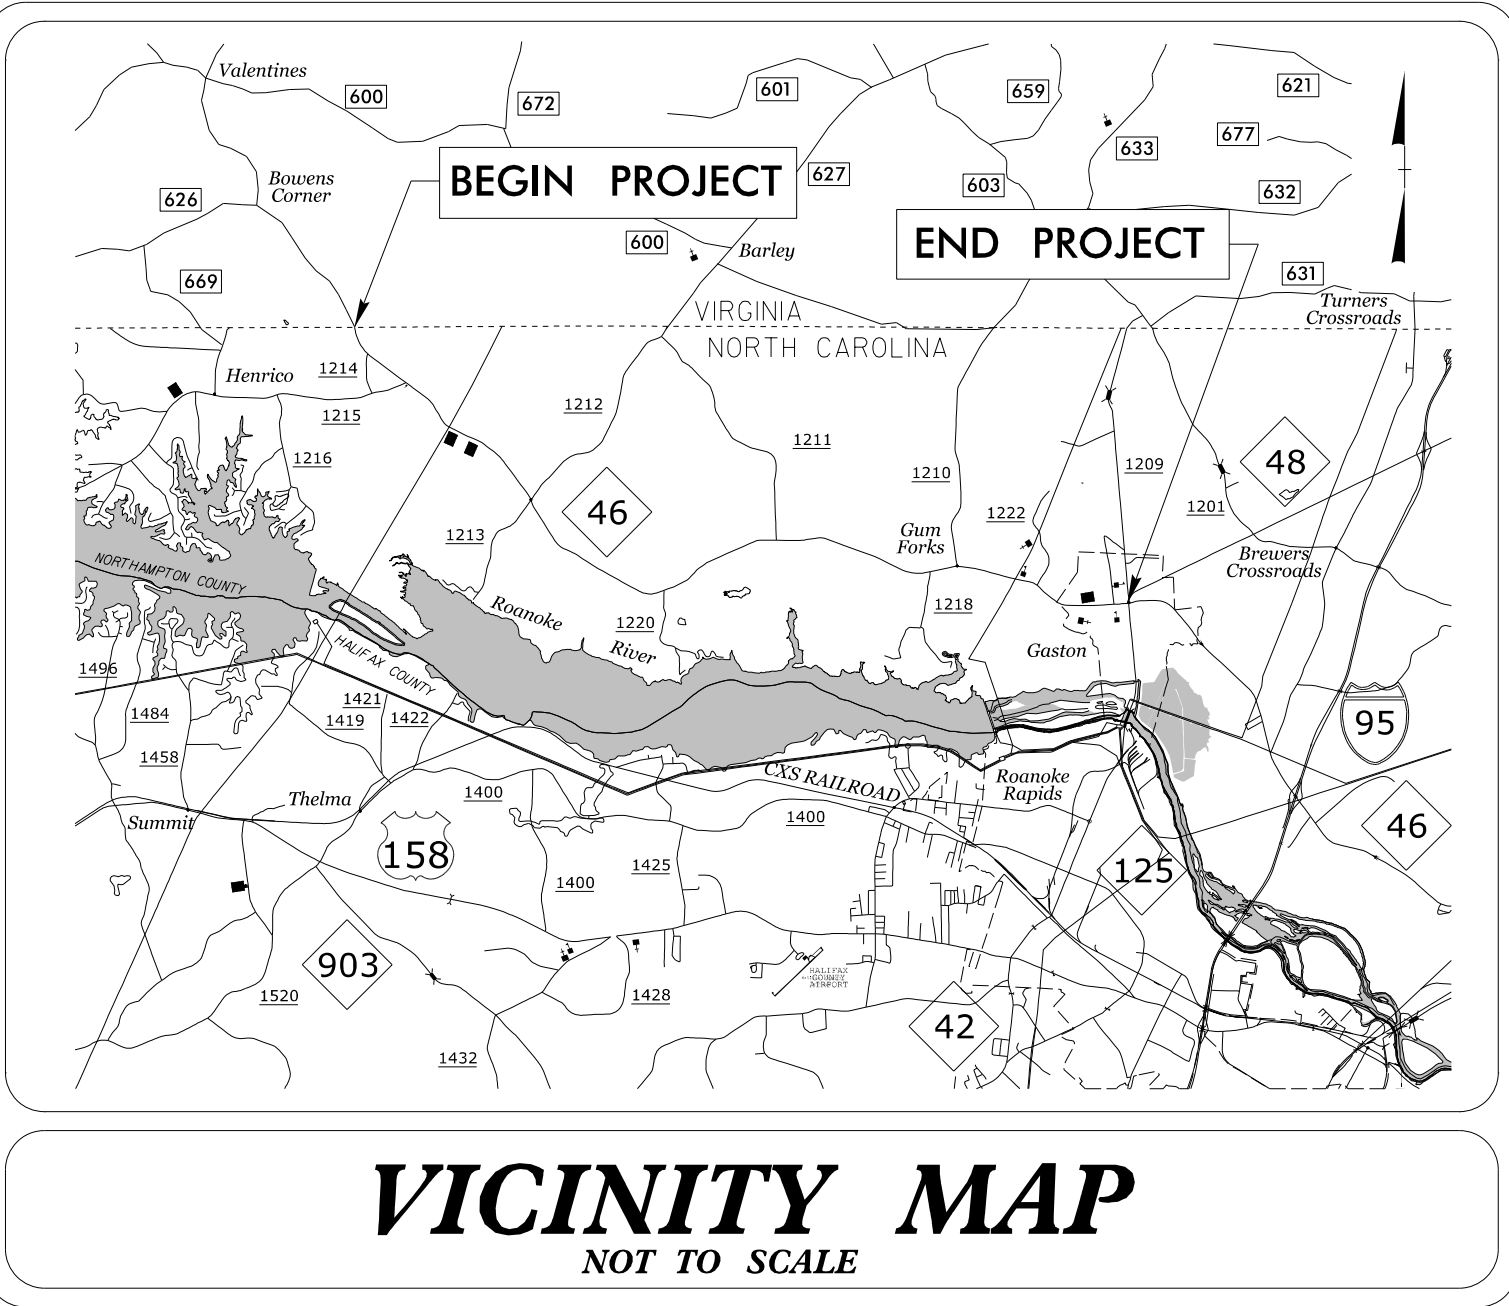 Valentines
600
672
601
659
621
677
633
BEGIN PROJECT
627
603
632
Bowens
Corner
626
600
Barley
END PROJECT
669
631
Turners
Crossroads
VIRGINIA
NORTH CAROLINA
Henrico
1214
1215
1212
1211
1216
1210
1209
48
46
1222
1201
1213
Gum
Forks
Brewers
Crossroads
NORTHAMPTON COUNTY
Roanoke
River
1220
1218
Gaston
HALIFAX COUNTY
1496
1484
1421
1419
1422
1458
95
CXS RAILROAD
Roanoke
Rapids
Thelma
1400
1400
Summit
46
158
125
1425
1400
903
HALIFAX
COUNTY
AIRPORT
1520
1428
42
1432
VICINITY MAP
NOT TO SCALE